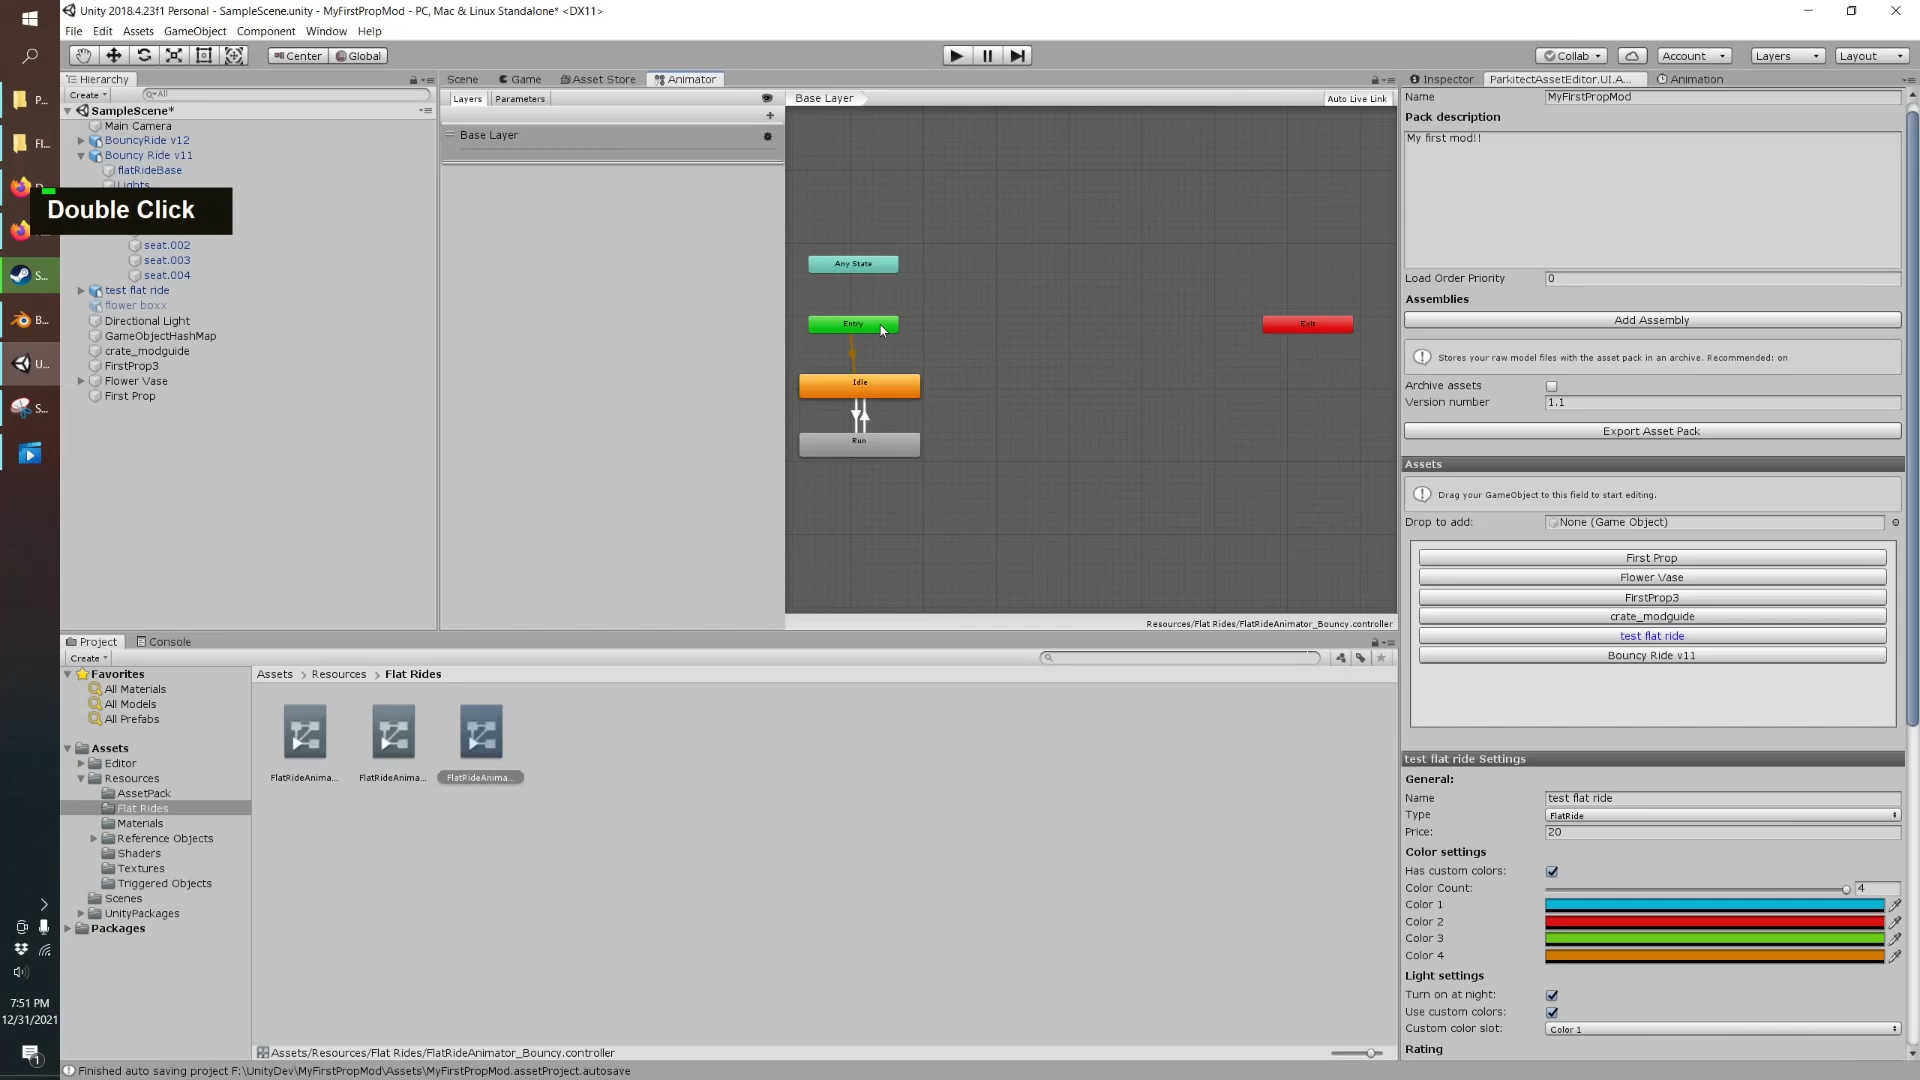 Unity 2018.4.23f1 Personal - SampleScene.unity - MyFirstPropMod - PC, Mac & Linux Standalone* <DX11>
File Edit Assets GameObject Component Window Help
Center Global
Collab Account Layers Layout
Hierarchy
Create
All
SampleScene*
Main Camera
BouncyRide v12
Bouncy Ride v11
flatRideBase
Lights
Double Click
seat.002
seat.003
seat.004
test flat ride
flower boxx
Directional Light
GameObjectHashMap
crate_modguide
FirstProp3
Flower Vase
First Prop
P...
Fl...
S...
B...
U...
S...
7:51 PM
12/31/2021
1
Scene Game Asset Store Animator
Layers Parameters
Base Layer
Base Layer
Auto Live Link
Any State
Entry
Exit
Idle
Run
Resources/Flat Rides/FlatRideAnimator_Bouncy.controller
Inspector ParkitectAssetEditor.UI.A... Animation
Name MyFirstPropMod
Pack description
My first mod!!
Load Order Priority 0
Assemblies
Add Assembly
Stores your raw model files with the asset pack in an archive. Recommended: on
Archive assets
Version number 1.1
Export Asset Pack
Assets
Drag your GameObject to this field to start editing.
Drop to add: None (Game Object)
First Prop
Flower Vase
FirstProp3
crate_modguide
test flat ride
Bouncy Ride v11
test flat ride Settings
General:
Name test flat ride
Type FlatRide
Price: 20
Color settings
Has custom colors:
Color Count: 4
Color 1
Color 2
Color 3
Color 4
Light settings
Turn on at night:
Use custom colors:
Custom color slot: Color 1
Rating
Project Console
Create
Favorites
All Materials
All Models
All Prefabs
Assets
Editor
Resources
AssetPack
Flat Rides
Materials
Reference Objects
Shaders
Textures
Triggered Objects
Scenes
UnityPackages
Packages
Assets Resources Flat Rides
FlatRideAnima... FlatRideAnima... FlatRideAnima...
Assets/Resources/Flat Rides/FlatRideAnimator_Bouncy.controller
Finished auto saving project F:\UnityDev\MyFirstPropMod\Assets\MyFirstPropMod.assetProject.autosave